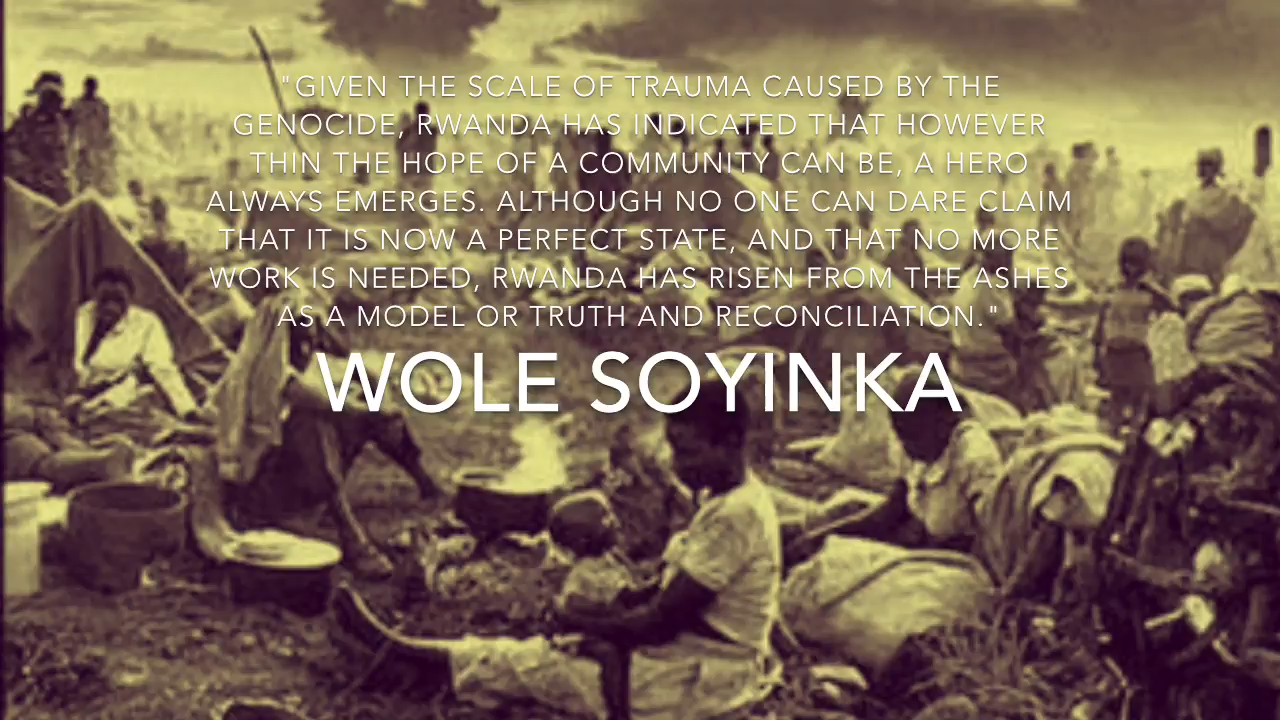 "GIVEN THE SCALE OF TRAUMA CAUSED BY THE
GENOCIDE, RWANDA HAS INDICATED THAT HOWEVER
THIN THE HOPE OF A COMMUNITY CAN BE, A HERO
ALWAYS EMERGES. ALTHOUGH NO ONE CAN DARE CLAIM
THAT IT IS NOW A PERFECT STATE, AND THAT NO MORE
WORK IS NEEDED, RWANDA HAS RISEN FROM THE ASHES
AS A MODEL OR TRUTH AND RECONCILIATION."
WOLE SOYINKA